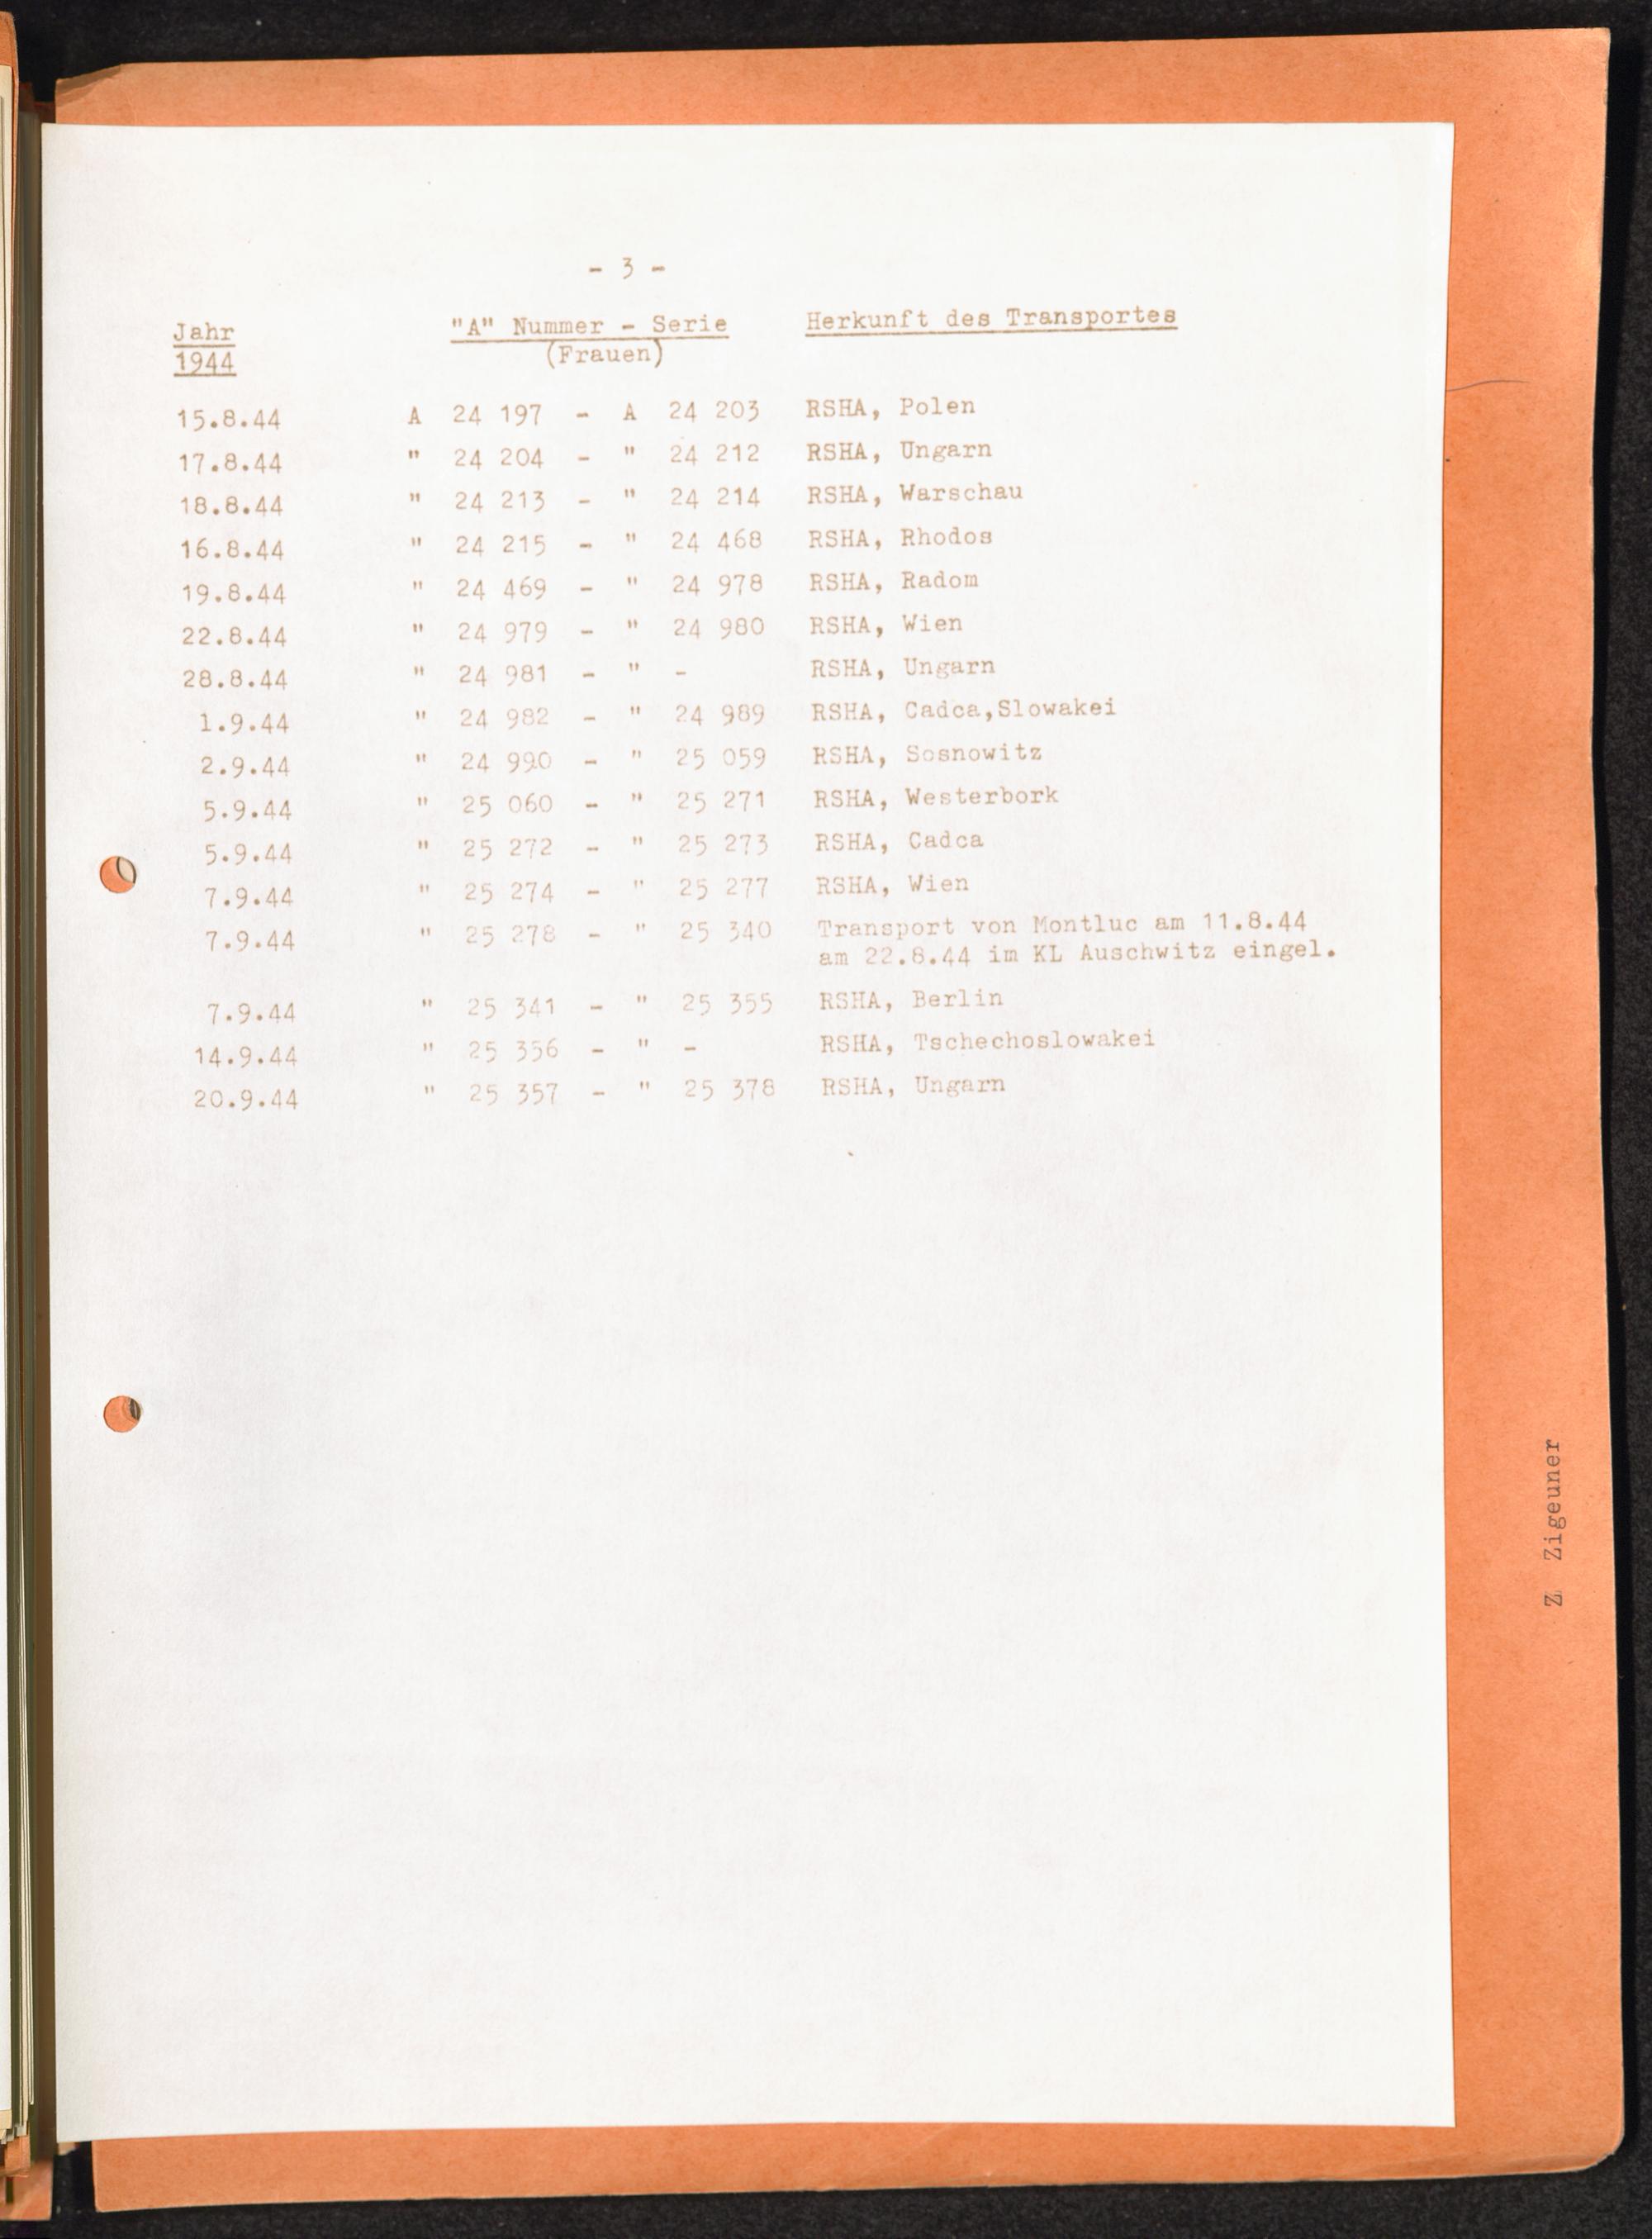 - 3 -
Jahr "A" Nummer - Serie Herkunft des Transportes
1944 (Frauen)
15.8.44 A 24 197 - A 24 203 RSHA, Polen
17.8.44 " 24 204 - " 24 212 RSHA, Ungarn
18.8.44 " 24 213 - " 24 214 RSHA, Warschau
16.8.44 " 24 215 - " 24 468 RSHA, Rhodos
19.8.44 " 24 469 - " 24 978 RSHA, Radom
22.8.44 " 24 979 - " 24 980 RSHA, Wien
28.8.44 " 24 981 - " - RSHA, Ungarn
1.9.44 " 24 982 - " 24 989 RSHA, Cadca,Slowakei
2.9.44 " 24 990 - " 25 059 RSHA, Sosnowitz
5.9.44 " 25 060 - " 25 271 RSHA, Westerbork
5.9.44 " 25 272 - " 25 273 RSHA, Cadca
7.9.44 " 25 274 - " 25 277 RSHA, Wien
7.9.44 " 25 278 - " 25 340 Transport von Montluc am 11.8.44
am 22.8.44 im KL Auschwitz eingel.
7.9.44 " 25 341 - " 25 355 RSHA, Berlin
14.9.44 " 25 356 - " - RSHA, Tschechoslowakei
20.9.44 " 25 357 - " 25 378 RSHA, Ungarn
Z Zigeuner